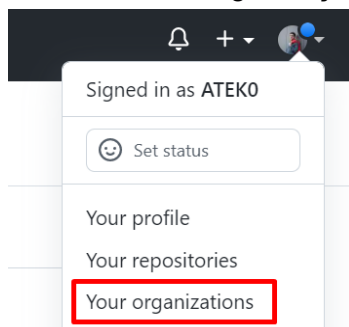 Signed in as ATEK0
Set status
Your profile
Your repositories
Your organizations